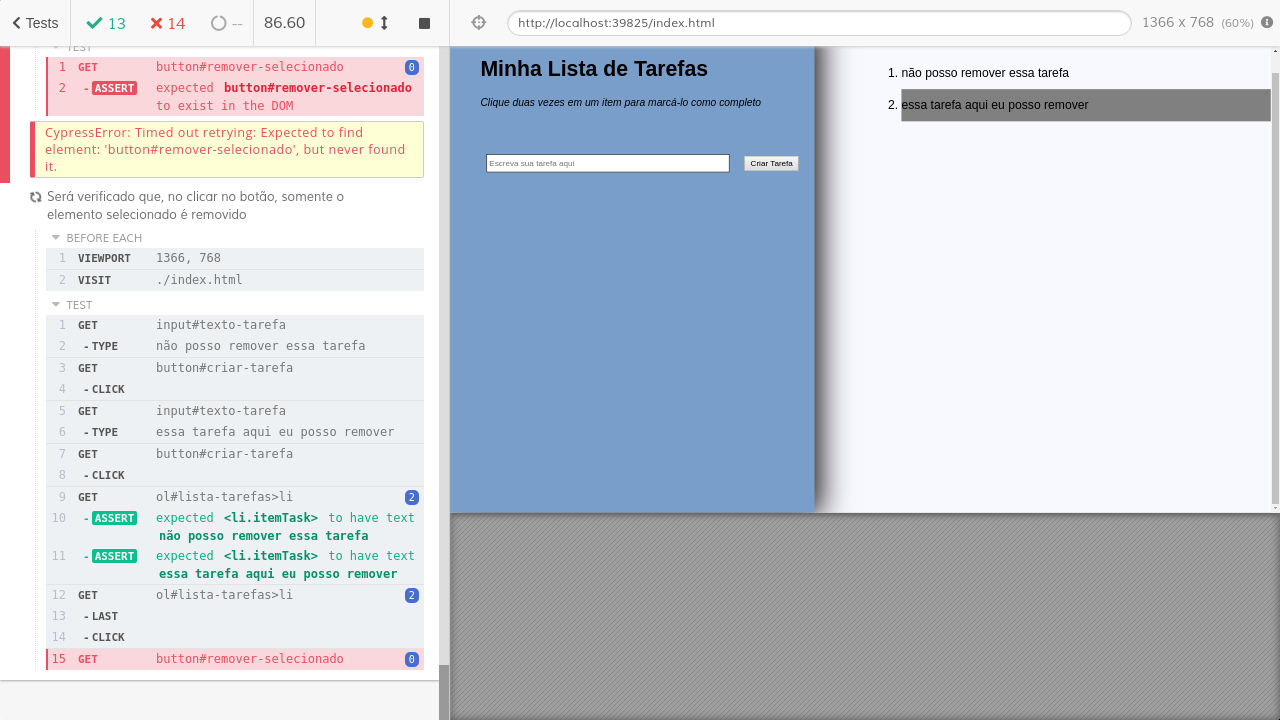 Tests
13
14
--
86.60
http://localhost:39825/index.html
1366 x 768 (60%)
TEST
1 GET button#remover-selecionado 0
2 - ASSERT expected button#remover-selecionado
to exist in the DOM
CypressError: Timed out retrying: Expected to find
element: 'button#remover-selecionado', but never found
it.
Será verificado que, no clicar no botão, somente o
elemento selecionado é removido
BEFORE EACH
1 VIEWPORT 1366, 768
2 VISIT ./index.html
TEST
1 GET input#texto-tarefa
2 - TYPE não posso remover essa tarefa
3 GET button#criar-tarefa
4 - CLICK
5 GET input#texto-tarefa
6 - TYPE essa tarefa aqui eu posso remover
7 GET button#criar-tarefa
8 - CLICK
9 GET ol#lista-tarefas>li 2
10 - ASSERT expected <li.itemTask> to have text
não posso remover essa tarefa
11 - ASSERT expected <li.itemTask> to have text
essa tarefa aqui eu posso remover
12 GET ol#lista-tarefas>li 2
13 - LAST
14 - CLICK
15 GET button#remover-selecionado 0
Minha Lista de Tarefas
Clique duas vezes em um item para marcá-lo como completo
Escreva sua tarefa aqui
Criar Tarefa
1. não posso remover essa tarefa
2. essa tarefa aqui eu posso remover